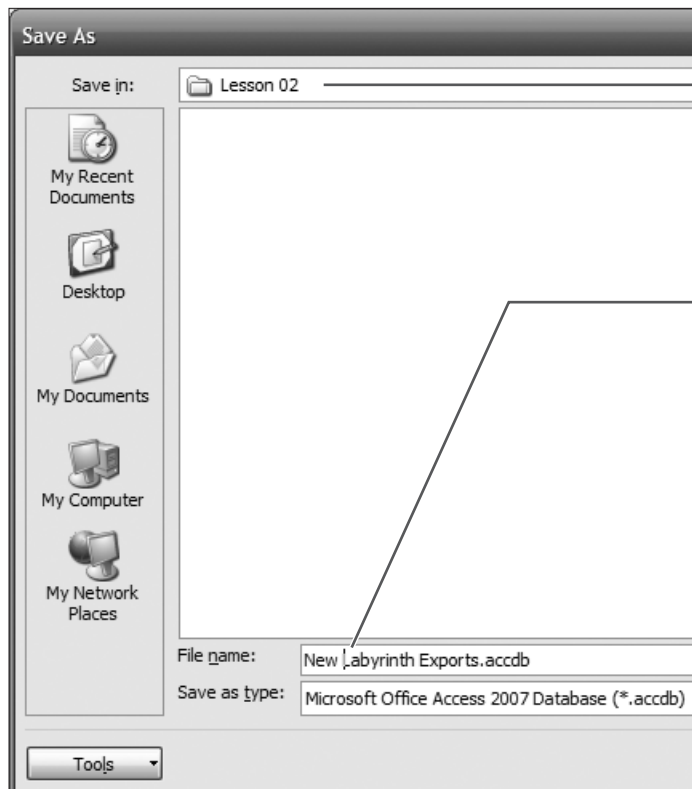 Save As
Save in:
Lesson 02
My Recent
Documents
Desktop
My Documents
My Computer
My Network
Places
File name:
New Labyrinth Exports.accdb
Save as type:
Microsoft Office Access 2007 Database (*.accdb)
Tools